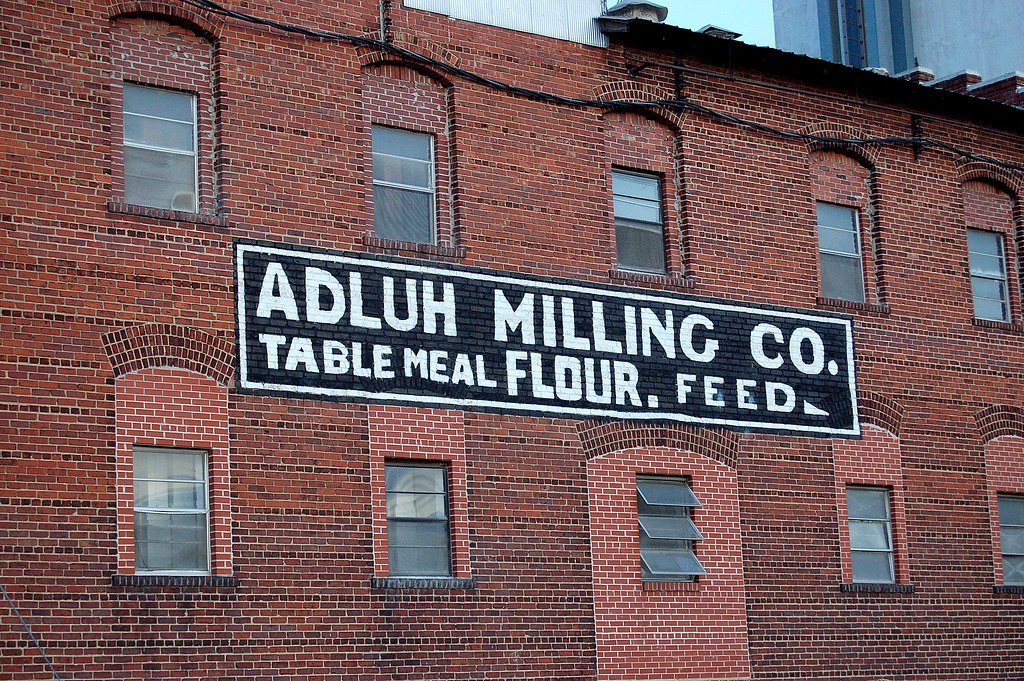 ADLUH MILLING CO.
TABLE MEAL FLOUR. FEED.